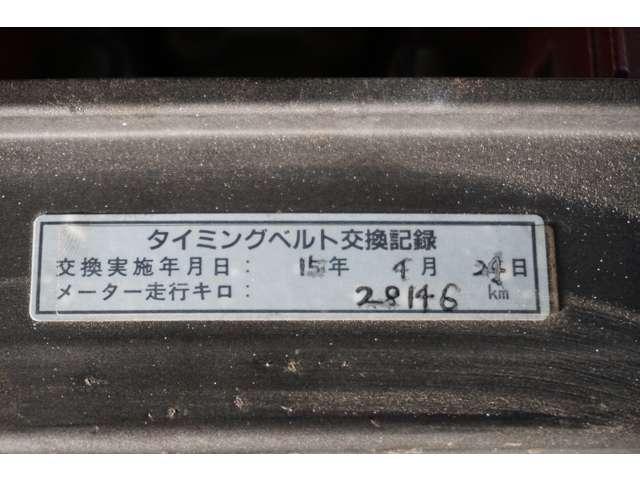 タイミングベルト交換記録
交換実施年月日： 15年 4月 24日
メーター走行キロ： 28146 km